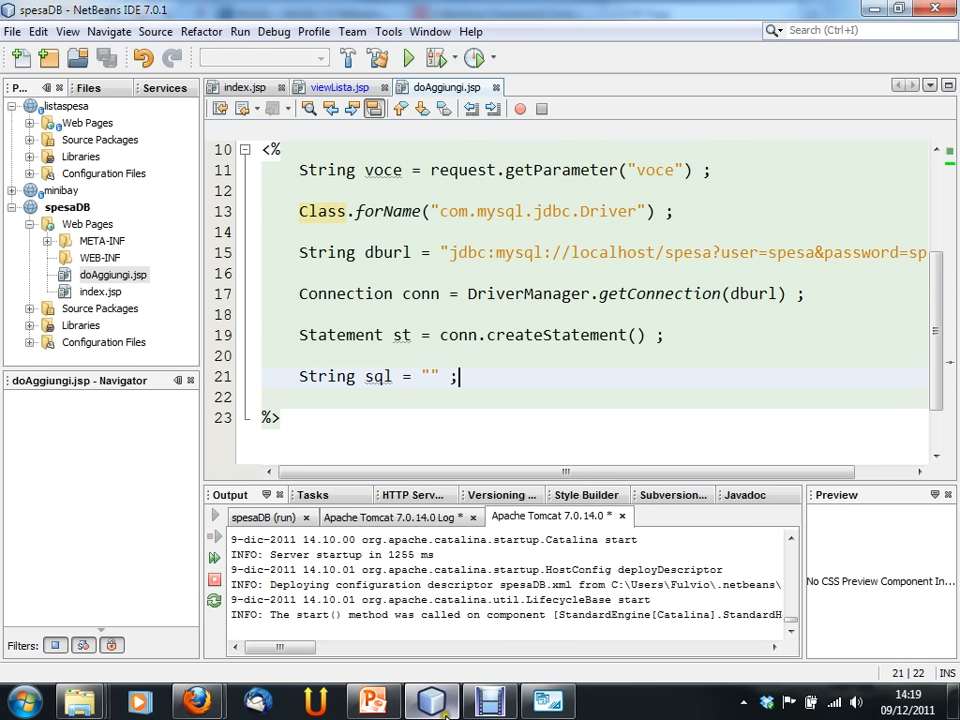 spesaDB - NetBeans IDE 7.0.1
File Edit View Navigate Source Refactor Run Debug Profile Team Tools Window Help
Search (Ctrl+I)
P... Files Services
index.jsp viewLista.jsp doAggiungi.jsp
listaspesa
Web Pages
Source Packages
Libraries
Configuration Files
minibay
spesaDB
Web Pages
META-INF
WEB-INF
doAggiungi.jsp
index.jsp
Source Packages
Libraries
Configuration Files
10 <%
11 String voce = request.getParameter("voce") ;
12
13 Class.forName("com.mysql.jdbc.Driver") ;
14
15 String dburl = "jdbc:mysql://localhost/spesa?user=spesa&password=sp
16
17 Connection conn = DriverManager.getConnection(dburl) ;
18
19 Statement st = conn.createStatement() ;
20
21 String sql = "" ;
22
23 %>
doAggiungi.jsp - Navigator
Filters:
Output Tasks HTTP Serv... Versioning ... Style Builder Subversion... Javadoc
spesaDB (run) Apache Tomcat 7.0.14.0 Log * Apache Tomcat 7.0.14.0 *
9-dic-2011 14.10.00 org.apache.catalina.startup.Catalina start
INFO: Server startup in 1255 ms
9-dic-2011 14.10.01 org.apache.catalina.startup.HostConfig deployDescriptor
INFO: Deploying configuration descriptor spesaDB.xml from C:\Users\Fulvio\.netbeans\
9-dic-2011 14.10.01 org.apache.catalina.util.LifecycleBase start
INFO: The start() method was called on component [StandardEngine[Catalina].StandardH
Preview
No CSS Preview Component In...
21 | 22 INS
14:19
09/12/2011